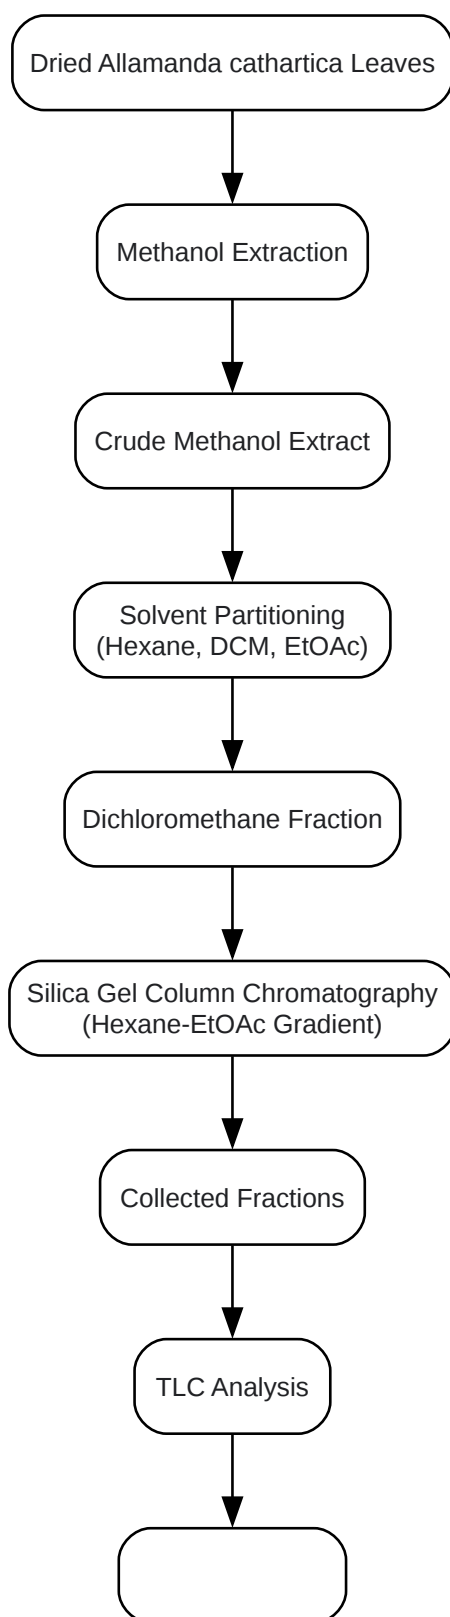 Dried Allamanda cathartica Leaves
Methanol Extraction
Crude Methanol Extract
Solvent Partitioning
(Hexane, DCM, EtOAc)
Dichloromethane Fraction
Silica Gel Column Chromatography
(Hexane-EtOAc Gradient)
Collected Fractions
TLC Analysis